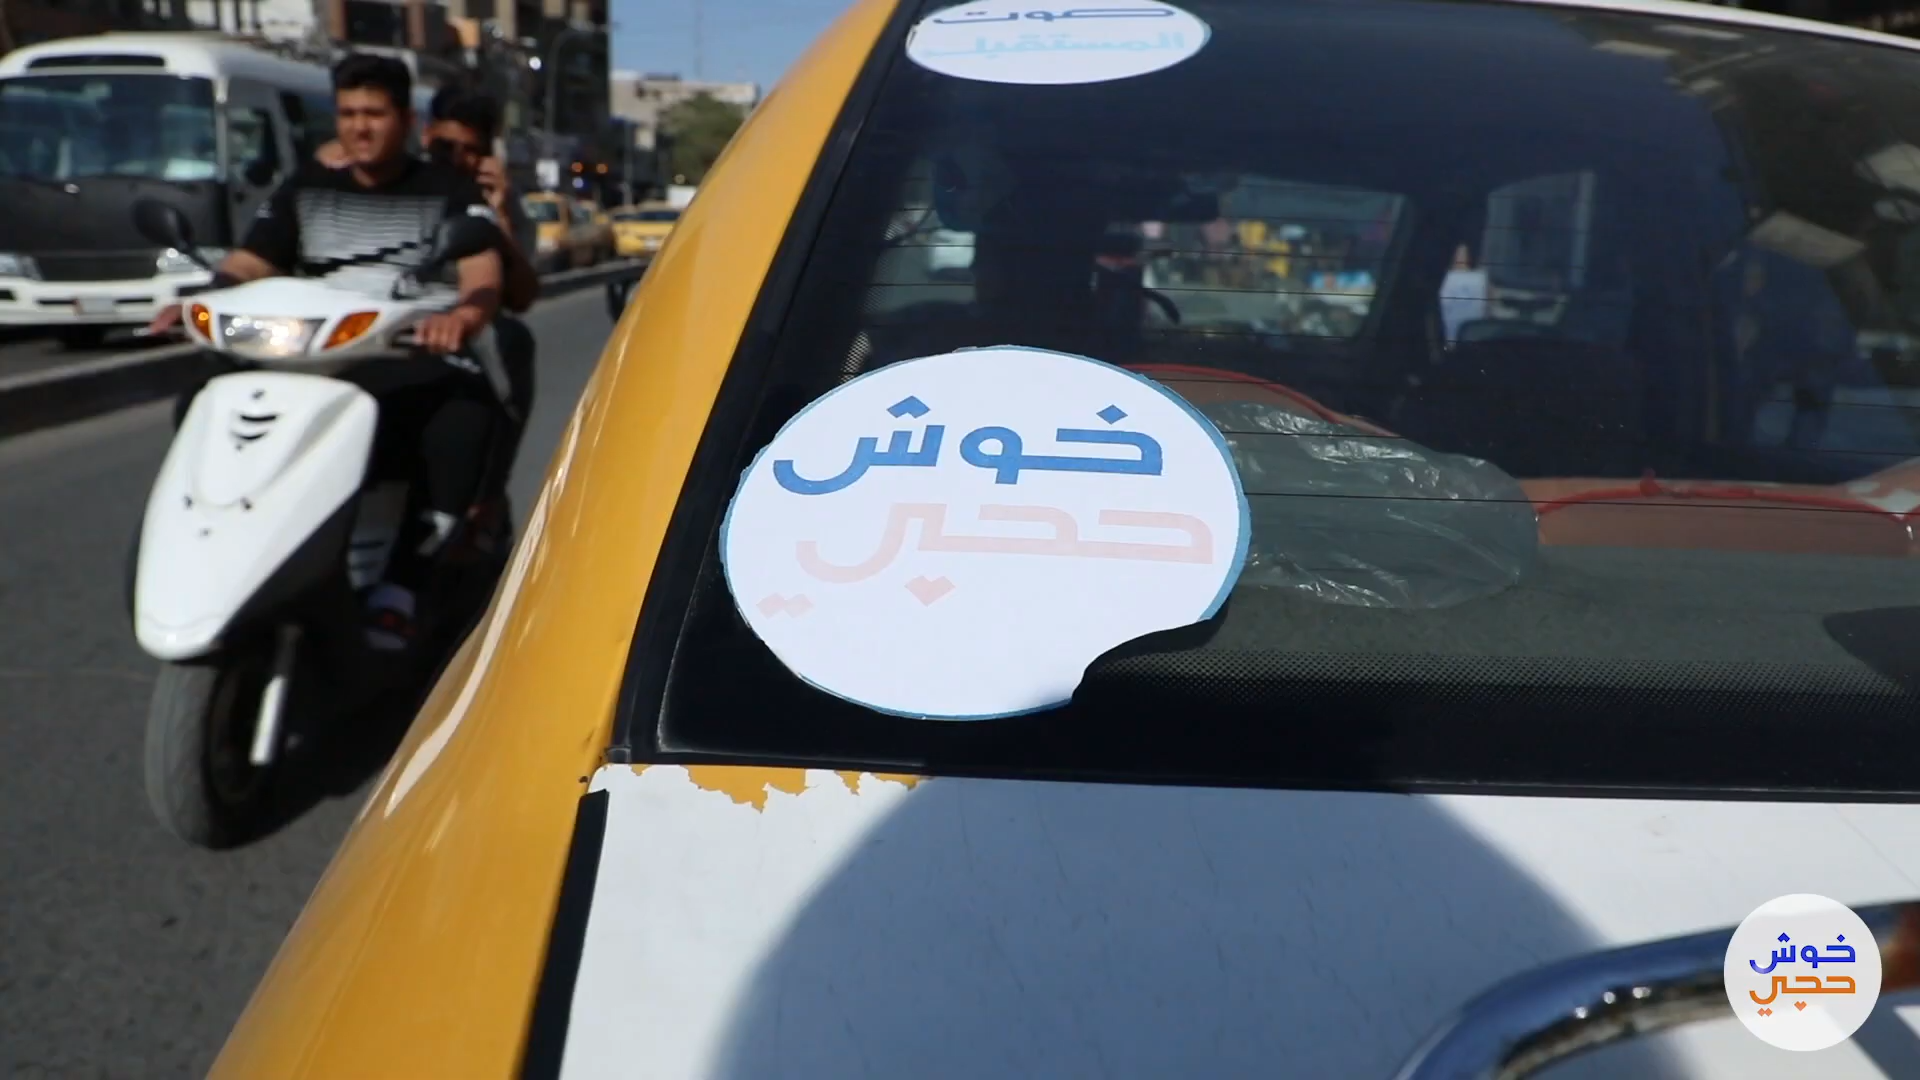 صوت
المستقبل
خوش
حجي
خوش
حجي